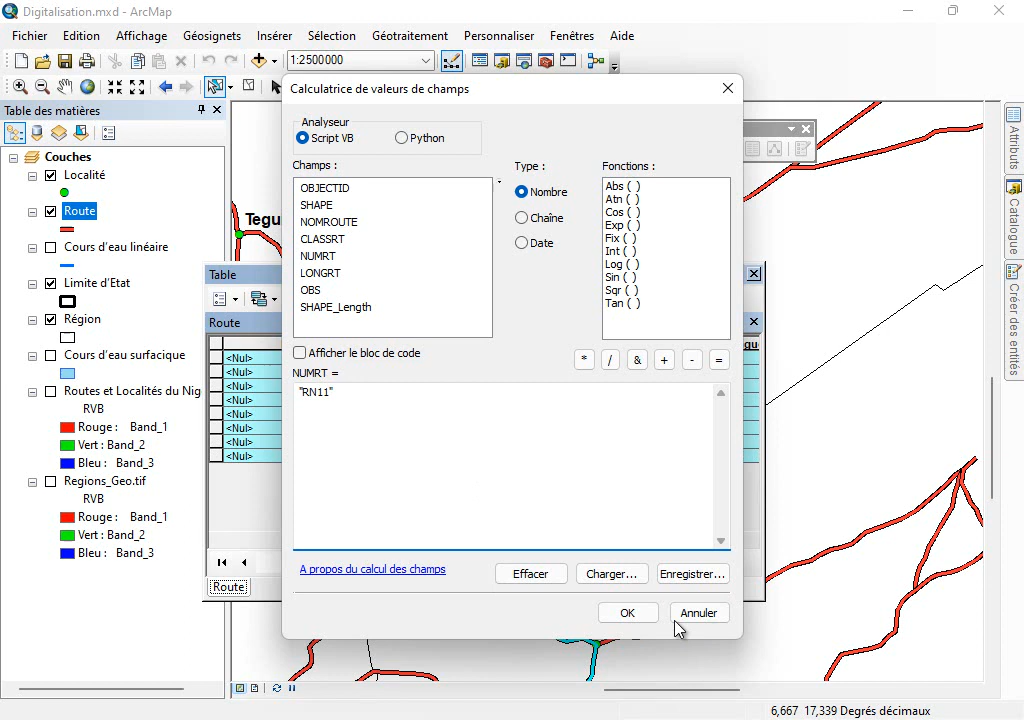 Digitalisation.mxd - ArcMap
Fichier Edition Affichage Géosignets Insérer Sélection Géotraitement Personnaliser Fenêtres Aide
1:2500000
Table des matières
Couches
Localité
Route
Cours d'eau linéaire
Limite d'Etat
Région
Cours d'eau surfacique
Routes et Localités du Nig
RVB
Rouge : Band_1
Vert : Band_2
Bleu : Band_3
Regions_Geo.tif
RVB
Rouge : Band_1
Vert : Band_2
Bleu : Band_3
Tegu
Table
Route
<Nul>
<Nul>
<Nul>
<Nul>
<Nul>
<Nul>
<Nul>
<Nul>
Route
Calculatrice de valeurs de champs
Analyseur
Script VB Python
Champs :
OBJECTID
SHAPE
NOMROUTE
CLASSRT
NUMRT
LONGRT
OBS
SHAPE_Length
Type :
Nombre
Chaîne
Date
Fonctions :
Abs ( )
Atn ( )
Cos ( )
Exp ( )
Fix ( )
Int ( )
Log ( )
Sin ( )
Sqr ( )
Tan ( )
Afficher le bloc de code
* / & + - =
NUMRT =
"RN11"
A propos du calcul des champs
Effacer Charger... Enregistrer...
OK Annuler
Attributs
Catalogue
Créer des entités
6,667 17,339 Degrés décimaux